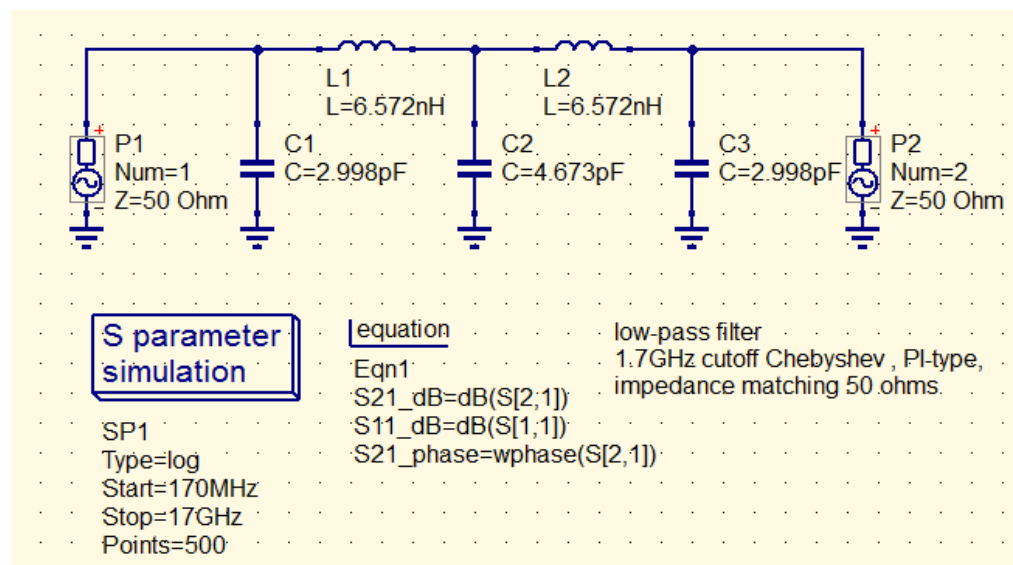 L1
L=6.572nH
L2
L=6.572nH
P1
Num=1
Z=50 Ohm
C1
C=2.998pF
C2
C=4.673pF
C3
C=2.998pF
P2
Num=2
Z=50 Ohm
S parameter
simulation
SP1
Type=log
Start=170MHz
Stop=17GHz
Points=500
equation
Eqn1
S21_dB=dB(S[2,1])
S11_dB=dB(S[1,1])
S21_phase=wphase(S[2,1])
low-pass filter
1.7GHz cutoff Chebyshev , PI-type,
impedance matching 50 ohms.